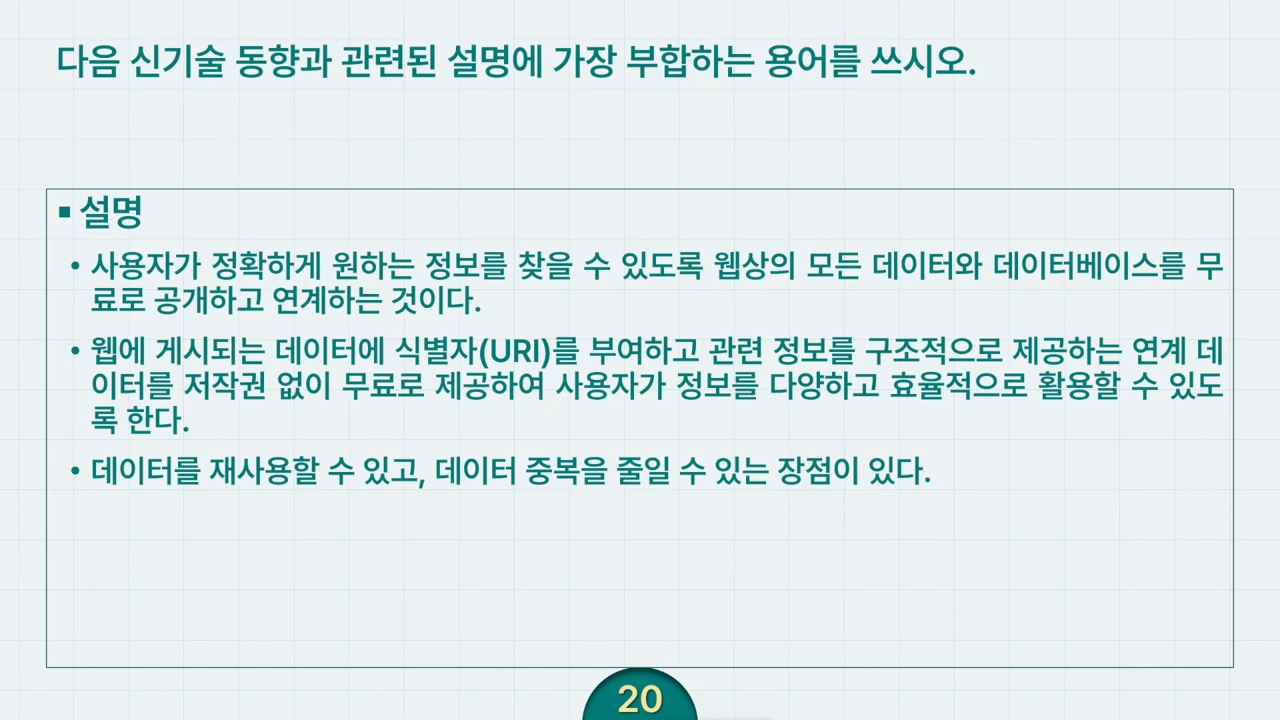 다음 신기술 동향과 관련된 설명에 가장 부합하는 용어를 쓰시오.
▪ 설명
• 사용자가 정확하게 원하는 정보를 찾을 수 있도록 웹상의 모든 데이터와 데이터베이스를 무
료로 공개하고 연계하는 것이다.
• 웹에 게시되는 데이터에 식별자(URI)를 부여하고 관련 정보를 구조적으로 제공하는 연계 데
이터를 저작권 없이 무료로 제공하여 사용자가 정보를 다양하고 효율적으로 활용할 수 있도
록 한다.
• 데이터를 재사용할 수 있고, 데이터 중복을 줄일 수 있는 장점이 있다.
20